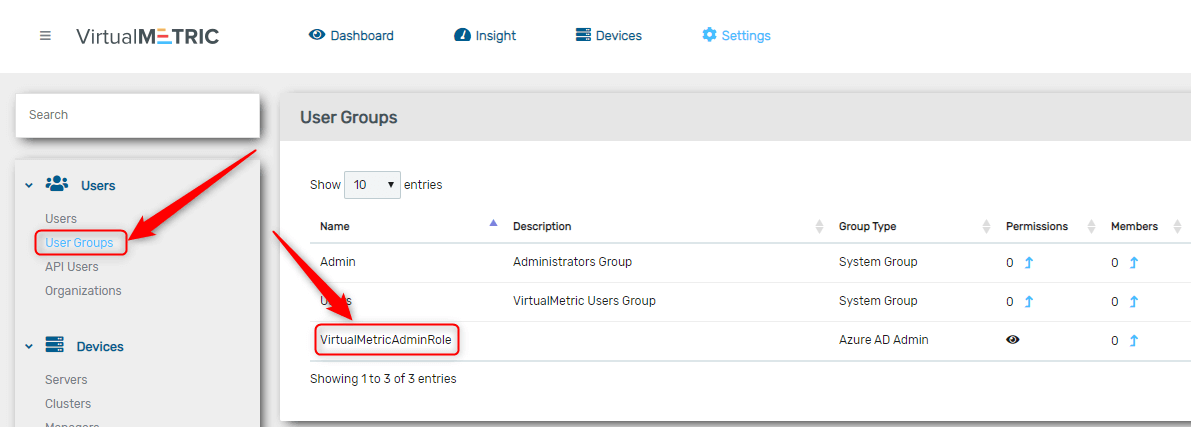 VirtualMETRIC
Dashboard
Insight
Devices
Settings
Search
User Groups
Users
Users
User Groups
API Users
Organizations
Devices
Servers
Clusters
Managers
Show 10 entries
Name Description Group Type Permissions Members
Admin Administrators Group System Group 0 0
Users VirtualMetric Users Group System Group 0 0
VirtualMetricAdminRole Azure AD Admin 0
Showing 1 to 3 of 3 entries